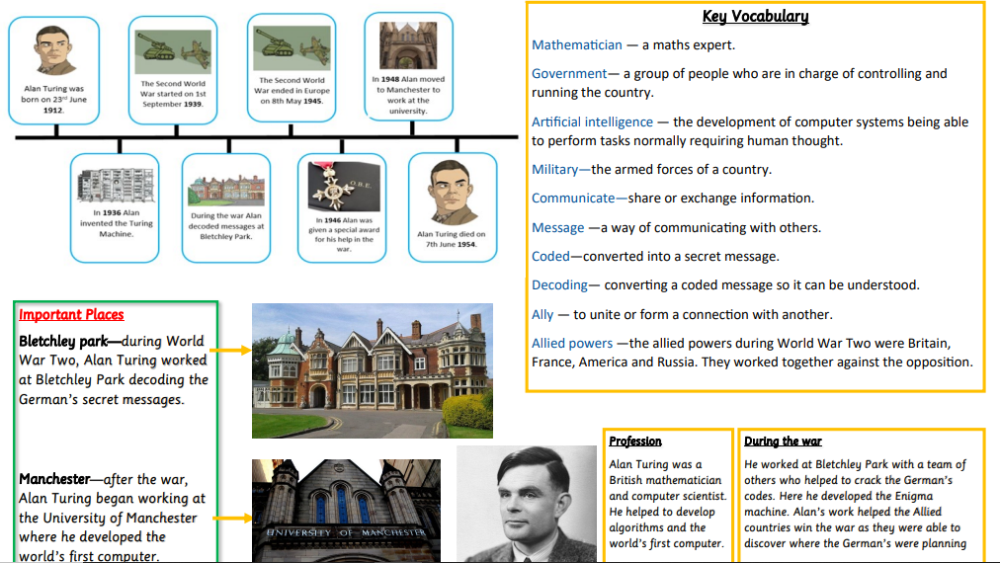 Alan Turing was
born on 23rd June
1912.
The Second World
War started on 1st
September 1939.
The Second World
War ended in Europe
on 8th May 1945.
In 1948 Alan moved
to Manchester to
work at the
university.
In 1936 Alan
invented the Turing
Machine.
During the war Alan
decoded messages at
Bletchley Park.
O.B.E.
In 1946 Alan was
given a special award
for his help in the
war.
Alan Turing died on
7th June 1954.
Key Vocabulary
Mathematician — a maths expert.
Government— a group of people who are in charge of controlling and
running the country.
Artificial intelligence — the development of computer systems being able
to perform tasks normally requiring human thought.
Military—the armed forces of a country.
Communicate—share or exchange information.
Message —a way of communicating with others.
Coded—converted into a secret message.
Decoding— converting a coded message so it can be understood.
Ally — to unite or form a connection with another.
Allied powers —the allied powers during World War Two were Britain,
France, America and Russia. They worked together against the opposition.
Important Places
Bletchley park—during World
War Two, Alan Turing worked
at Bletchley Park decoding the
German's secret messages.
Manchester—after the war,
Alan Turing began working at
the University of Manchester
where he developed the
world's first computer.
UNIVERSITY OF MANCHESTER
Profession
Alan Turing was a
British mathematician
and computer scientist.
He helped to develop
algorithms and the
world's first computer.
During the war
He worked at Bletchley Park with a team of
others who helped to crack the German's
codes. Here he developed the Enigma
machine. Alan's work helped the Allied
countries win the war as they were able to
discover where the German's were planning